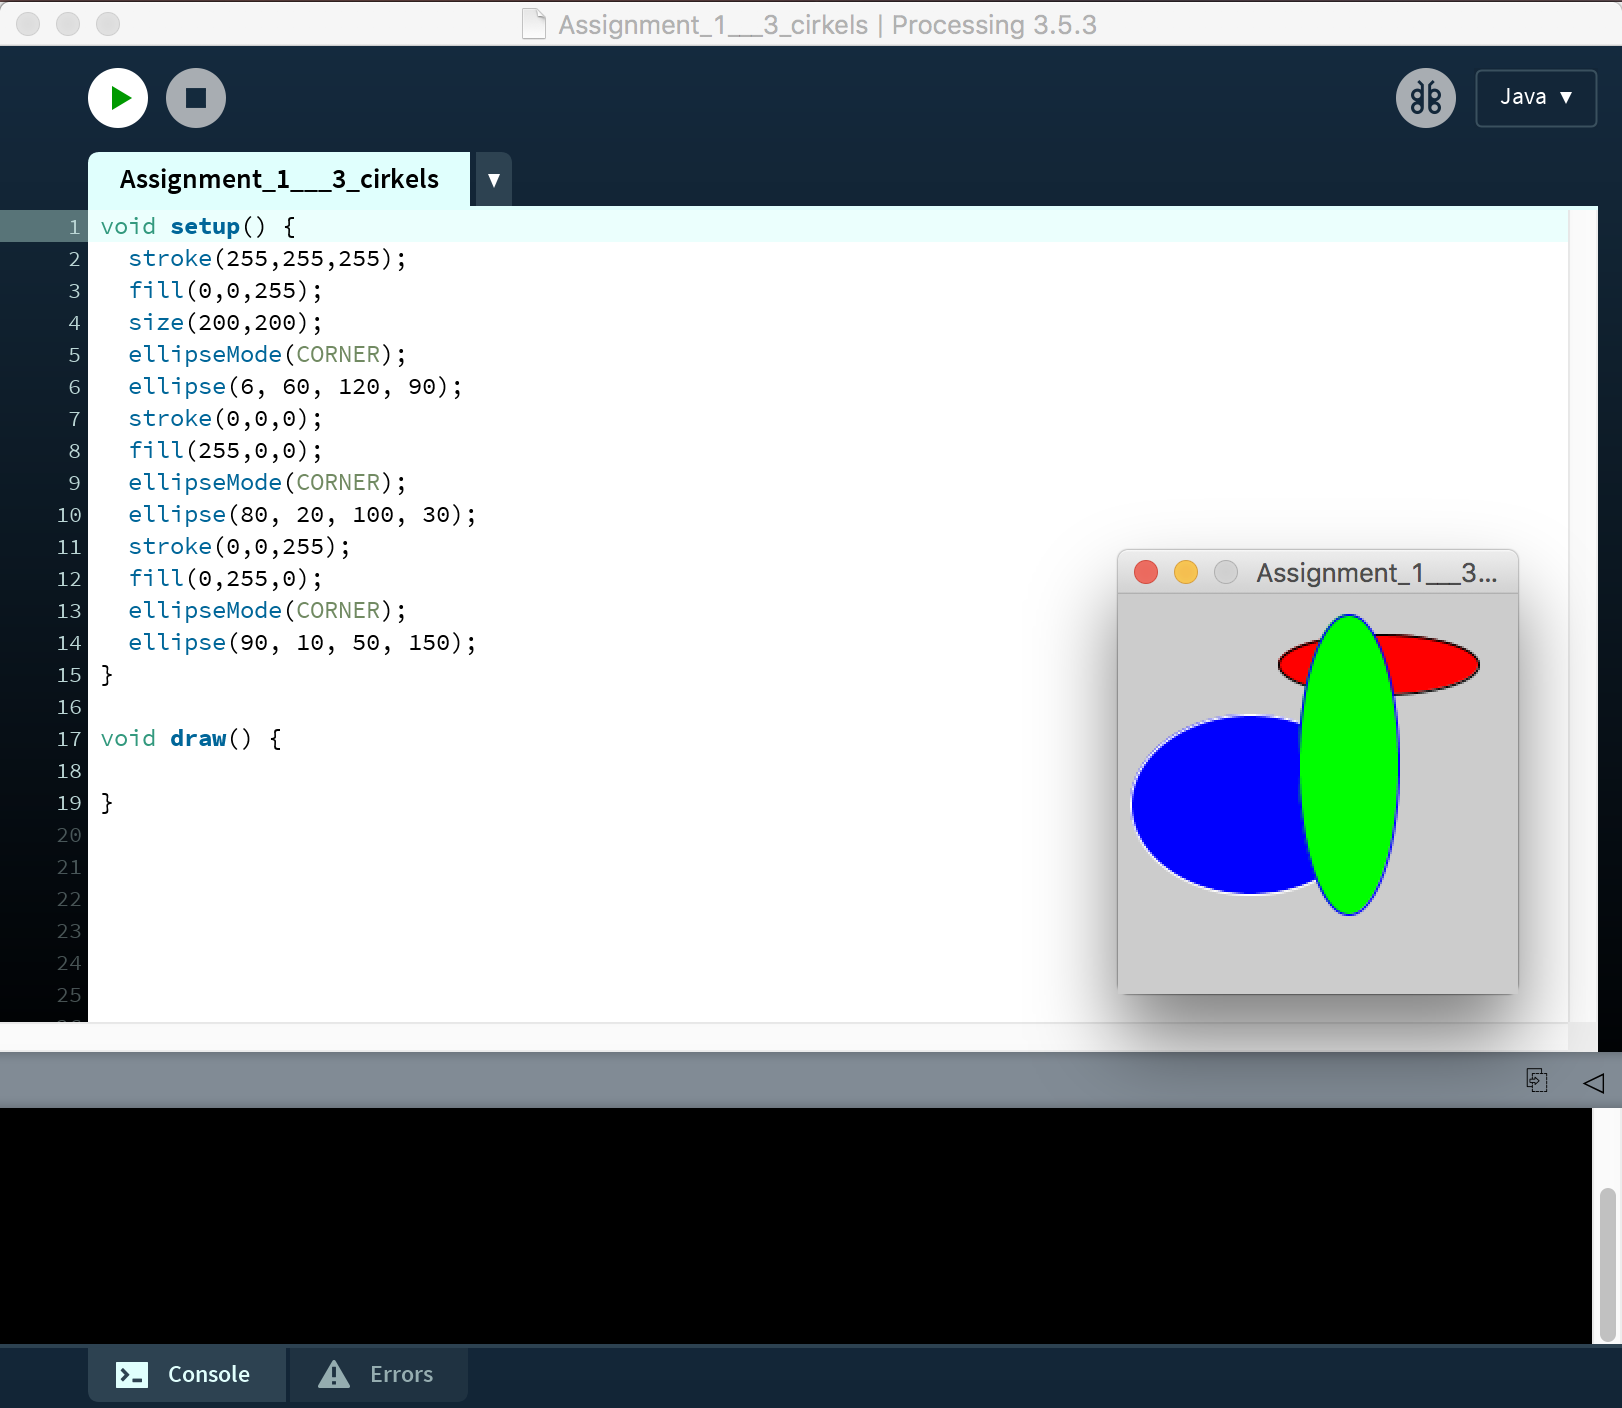 Assignment_1___3_cirkels | Processing 3.5.3
Java ▼
Assignment_1___3_cirkels ▼
1 void setup() {
2   stroke(255,255,255);
3   fill(0,0,255);
4   size(200,200);
5   ellipseMode(CORNER);
6   ellipse(6, 60, 120, 90);
7   stroke(0,0,0);
8   fill(255,0,0);
9   ellipseMode(CORNER);
10   ellipse(80, 20, 100, 30);
11   stroke(0,0,255);
12   fill(0,255,0);
13   ellipseMode(CORNER);
14   ellipse(90, 10, 50, 150);
15 }
16
17 void draw() {
18
19 }
20
21
22
23
24
25
Assignment_1___3...
Console
Errors